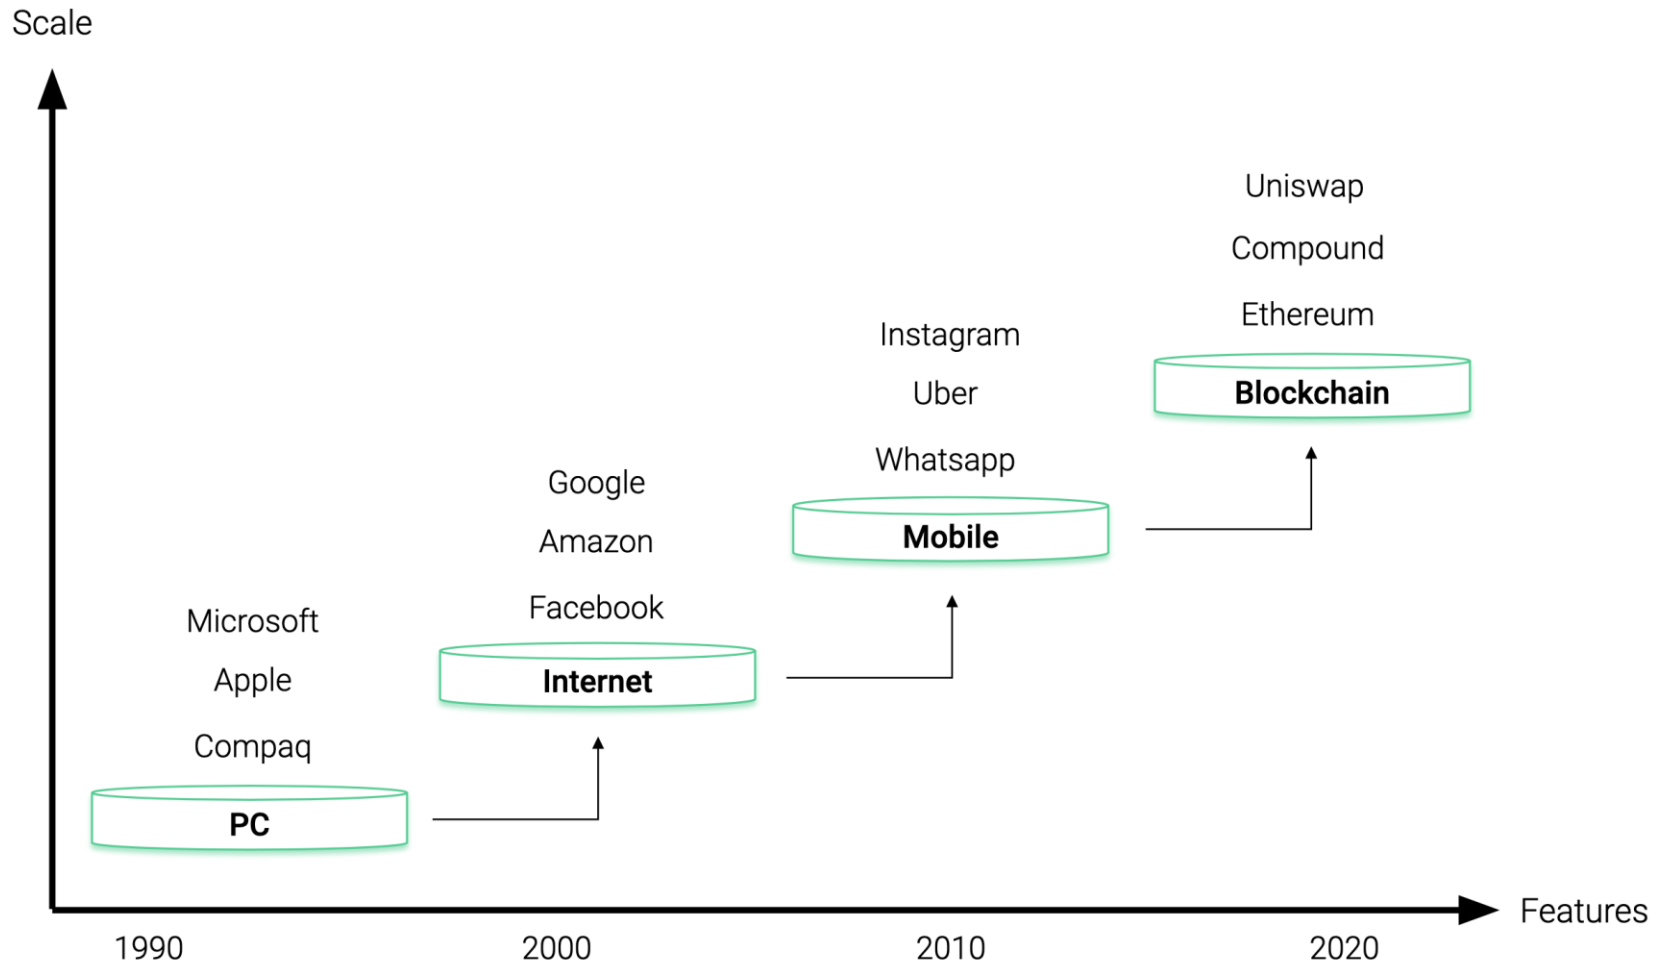 Scale
Uniswap
Compound
Ethereum
Blockchain
Instagram
Uber
Whatsapp
Mobile
Google
Amazon
Facebook
Internet
Microsoft
Apple
Compaq
PC
Features
1990
2000
2010
2020